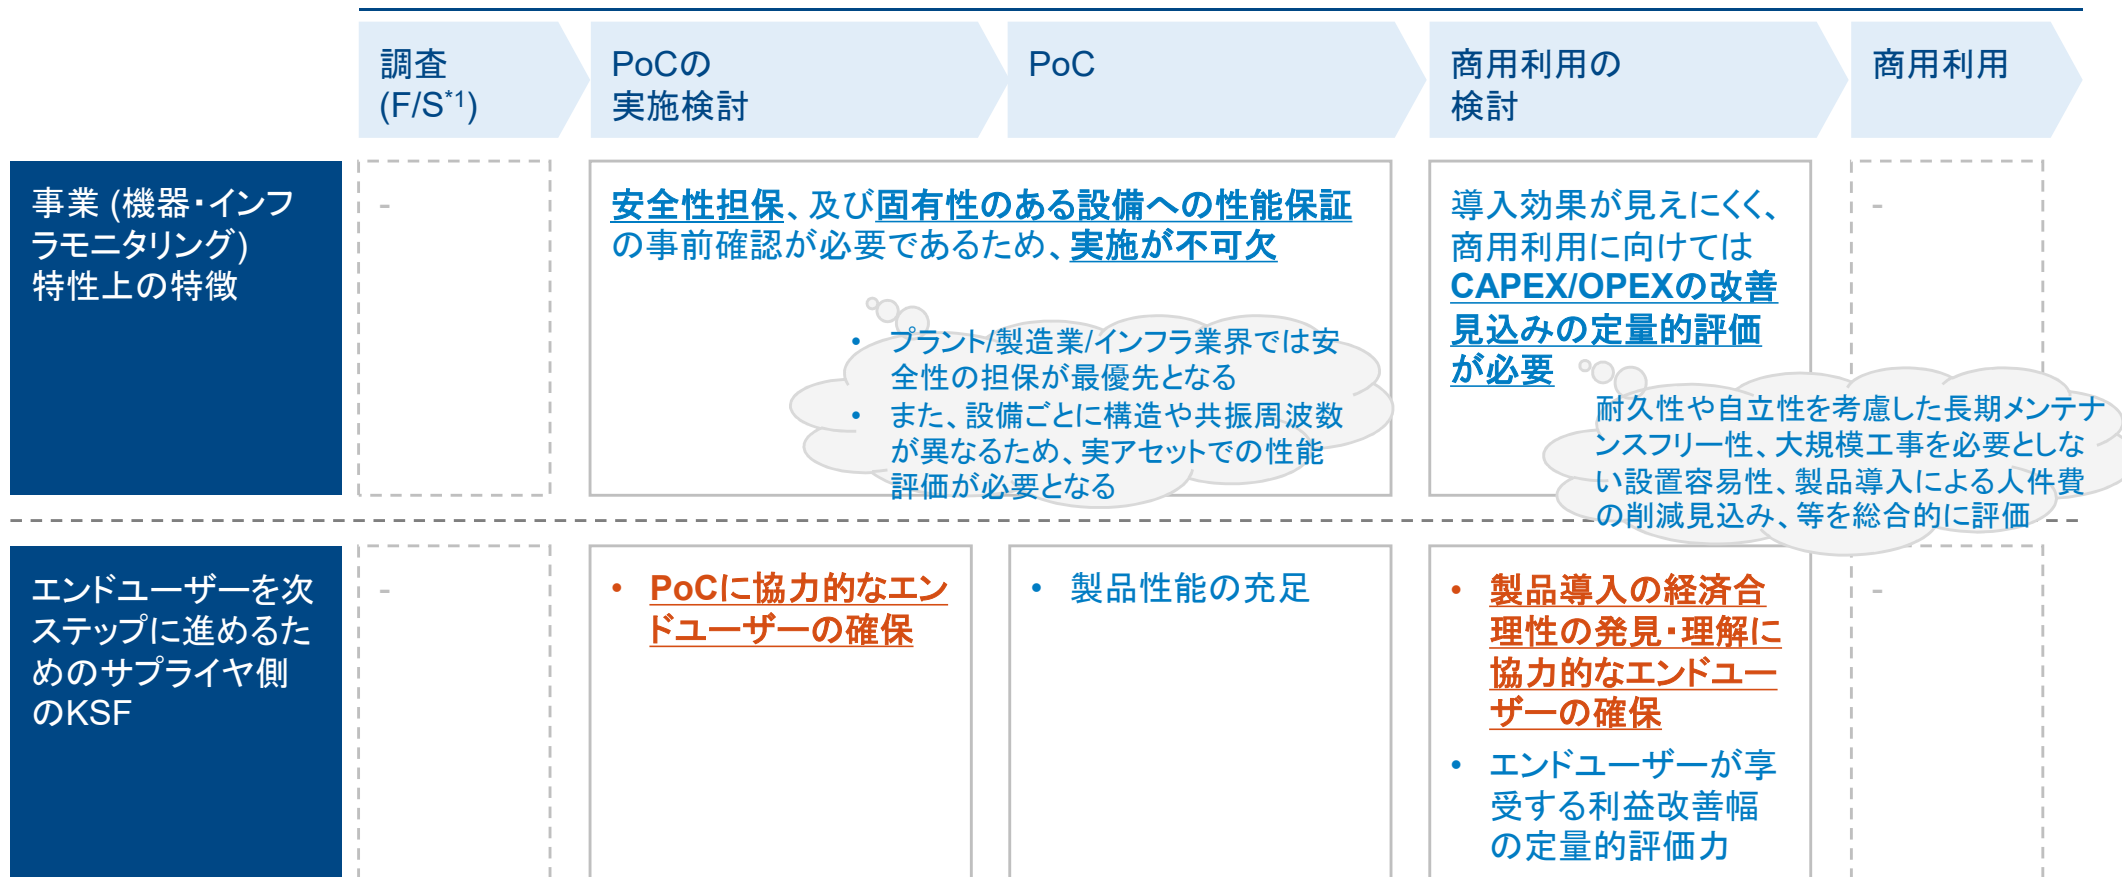 調査
(F/S*1)
PoCの
実施検討
PoC
商用利用の
検討
商用利用
事業 (機器・インフ
ラモニタリング)
特性上の特徴
-
安全性担保、及び固有性のある設備への性能保証
の事前確認が必要であるため、実施が不可欠
• プラント/製造業/インフラ業界では安
全性の担保が最優先となる
• また、設備ごとに構造や共振周波数
が異なるため、実アセットでの性能
評価が必要となる
導入効果が見えにくく、
商用利用に向けては
CAPEX/OPEXの改善
見込みの定量的評価
が必要
耐久性や自立性を考慮した長期メンテナ
ンスフリー性、大規模工事を必要としな
い設置容易性、製品導入による人件費
の削減見込み、等を総合的に評価
-
エンドユーザーを次
ステップに進めるた
めのサプライヤ側
のKSF
-
• PoCに協力的なエン
ドユーザーの確保
• 製品性能の充足
• 製品導入の経済合
理性の発見・理解に
協力的なエンドユー
ザーの確保
• エンドユーザーが享
受する利益改善幅
の定量的評価力
-